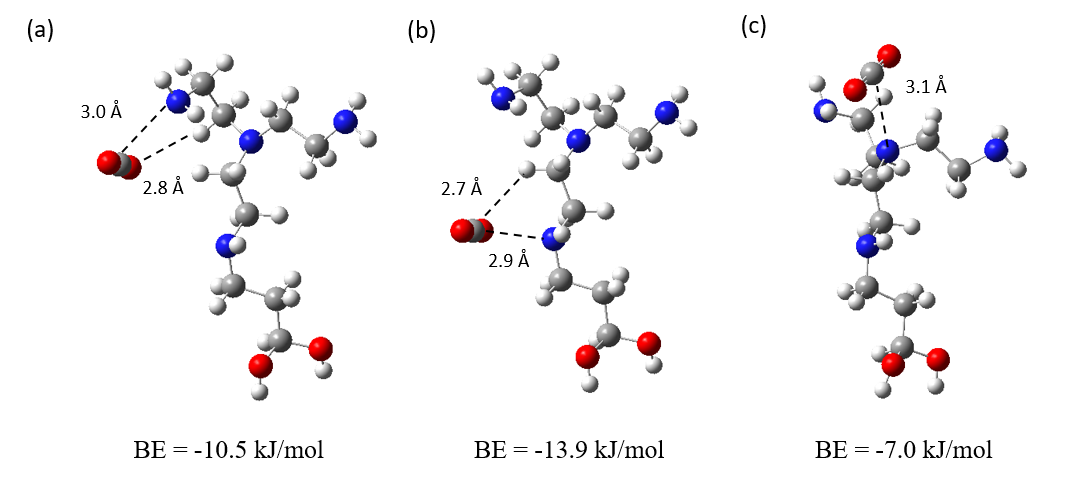 (a)
3.0 Å
2.8 Å
BE = -10.5 kJ/mol
(b)
2.7 Å
2.9 Å
BE = -13.9 kJ/mol
(c)
3.1 Å
BE = -7.0 kJ/mol